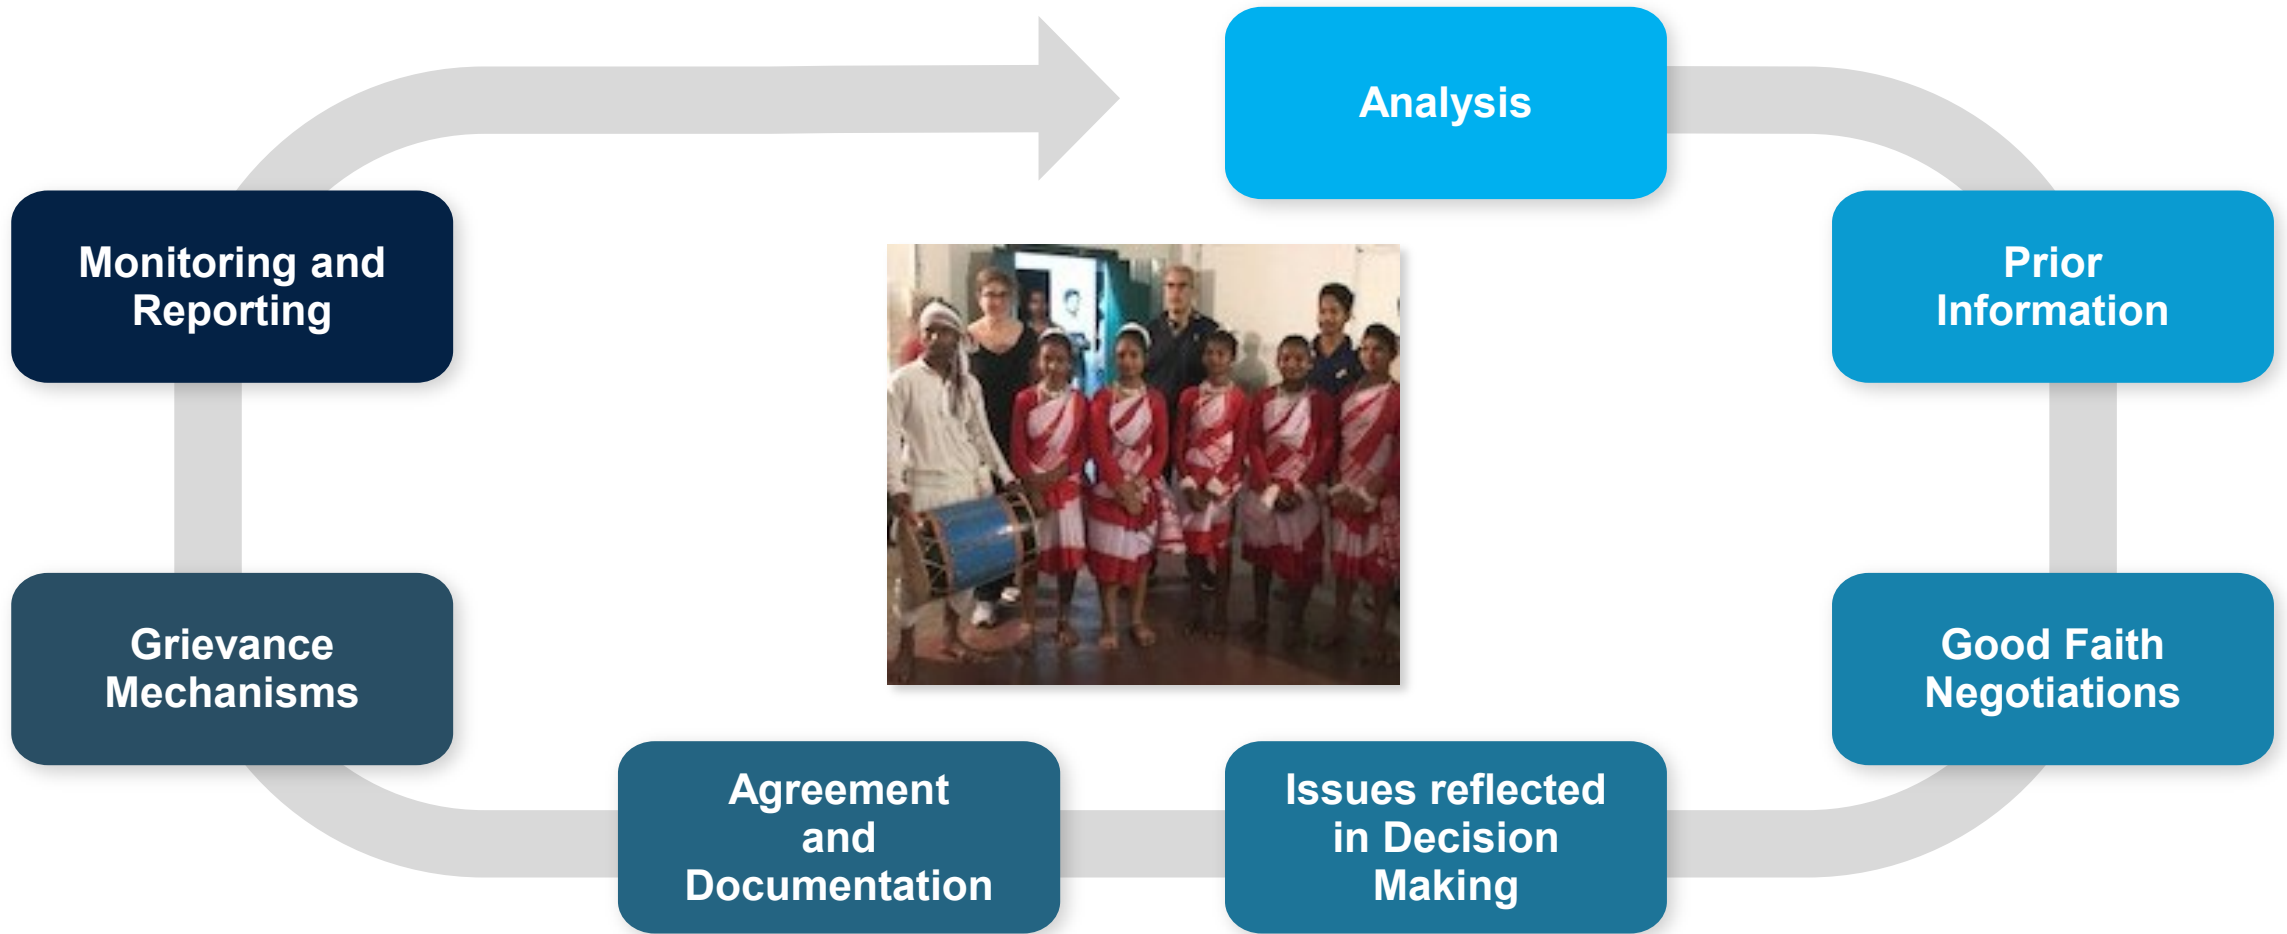 Analysis
Prior
Information
Good Faith
Negotiations
Issues reflected
in Decision
Making
Agreement
and
Documentation
Grievance
Mechanisms
Monitoring and
Reporting